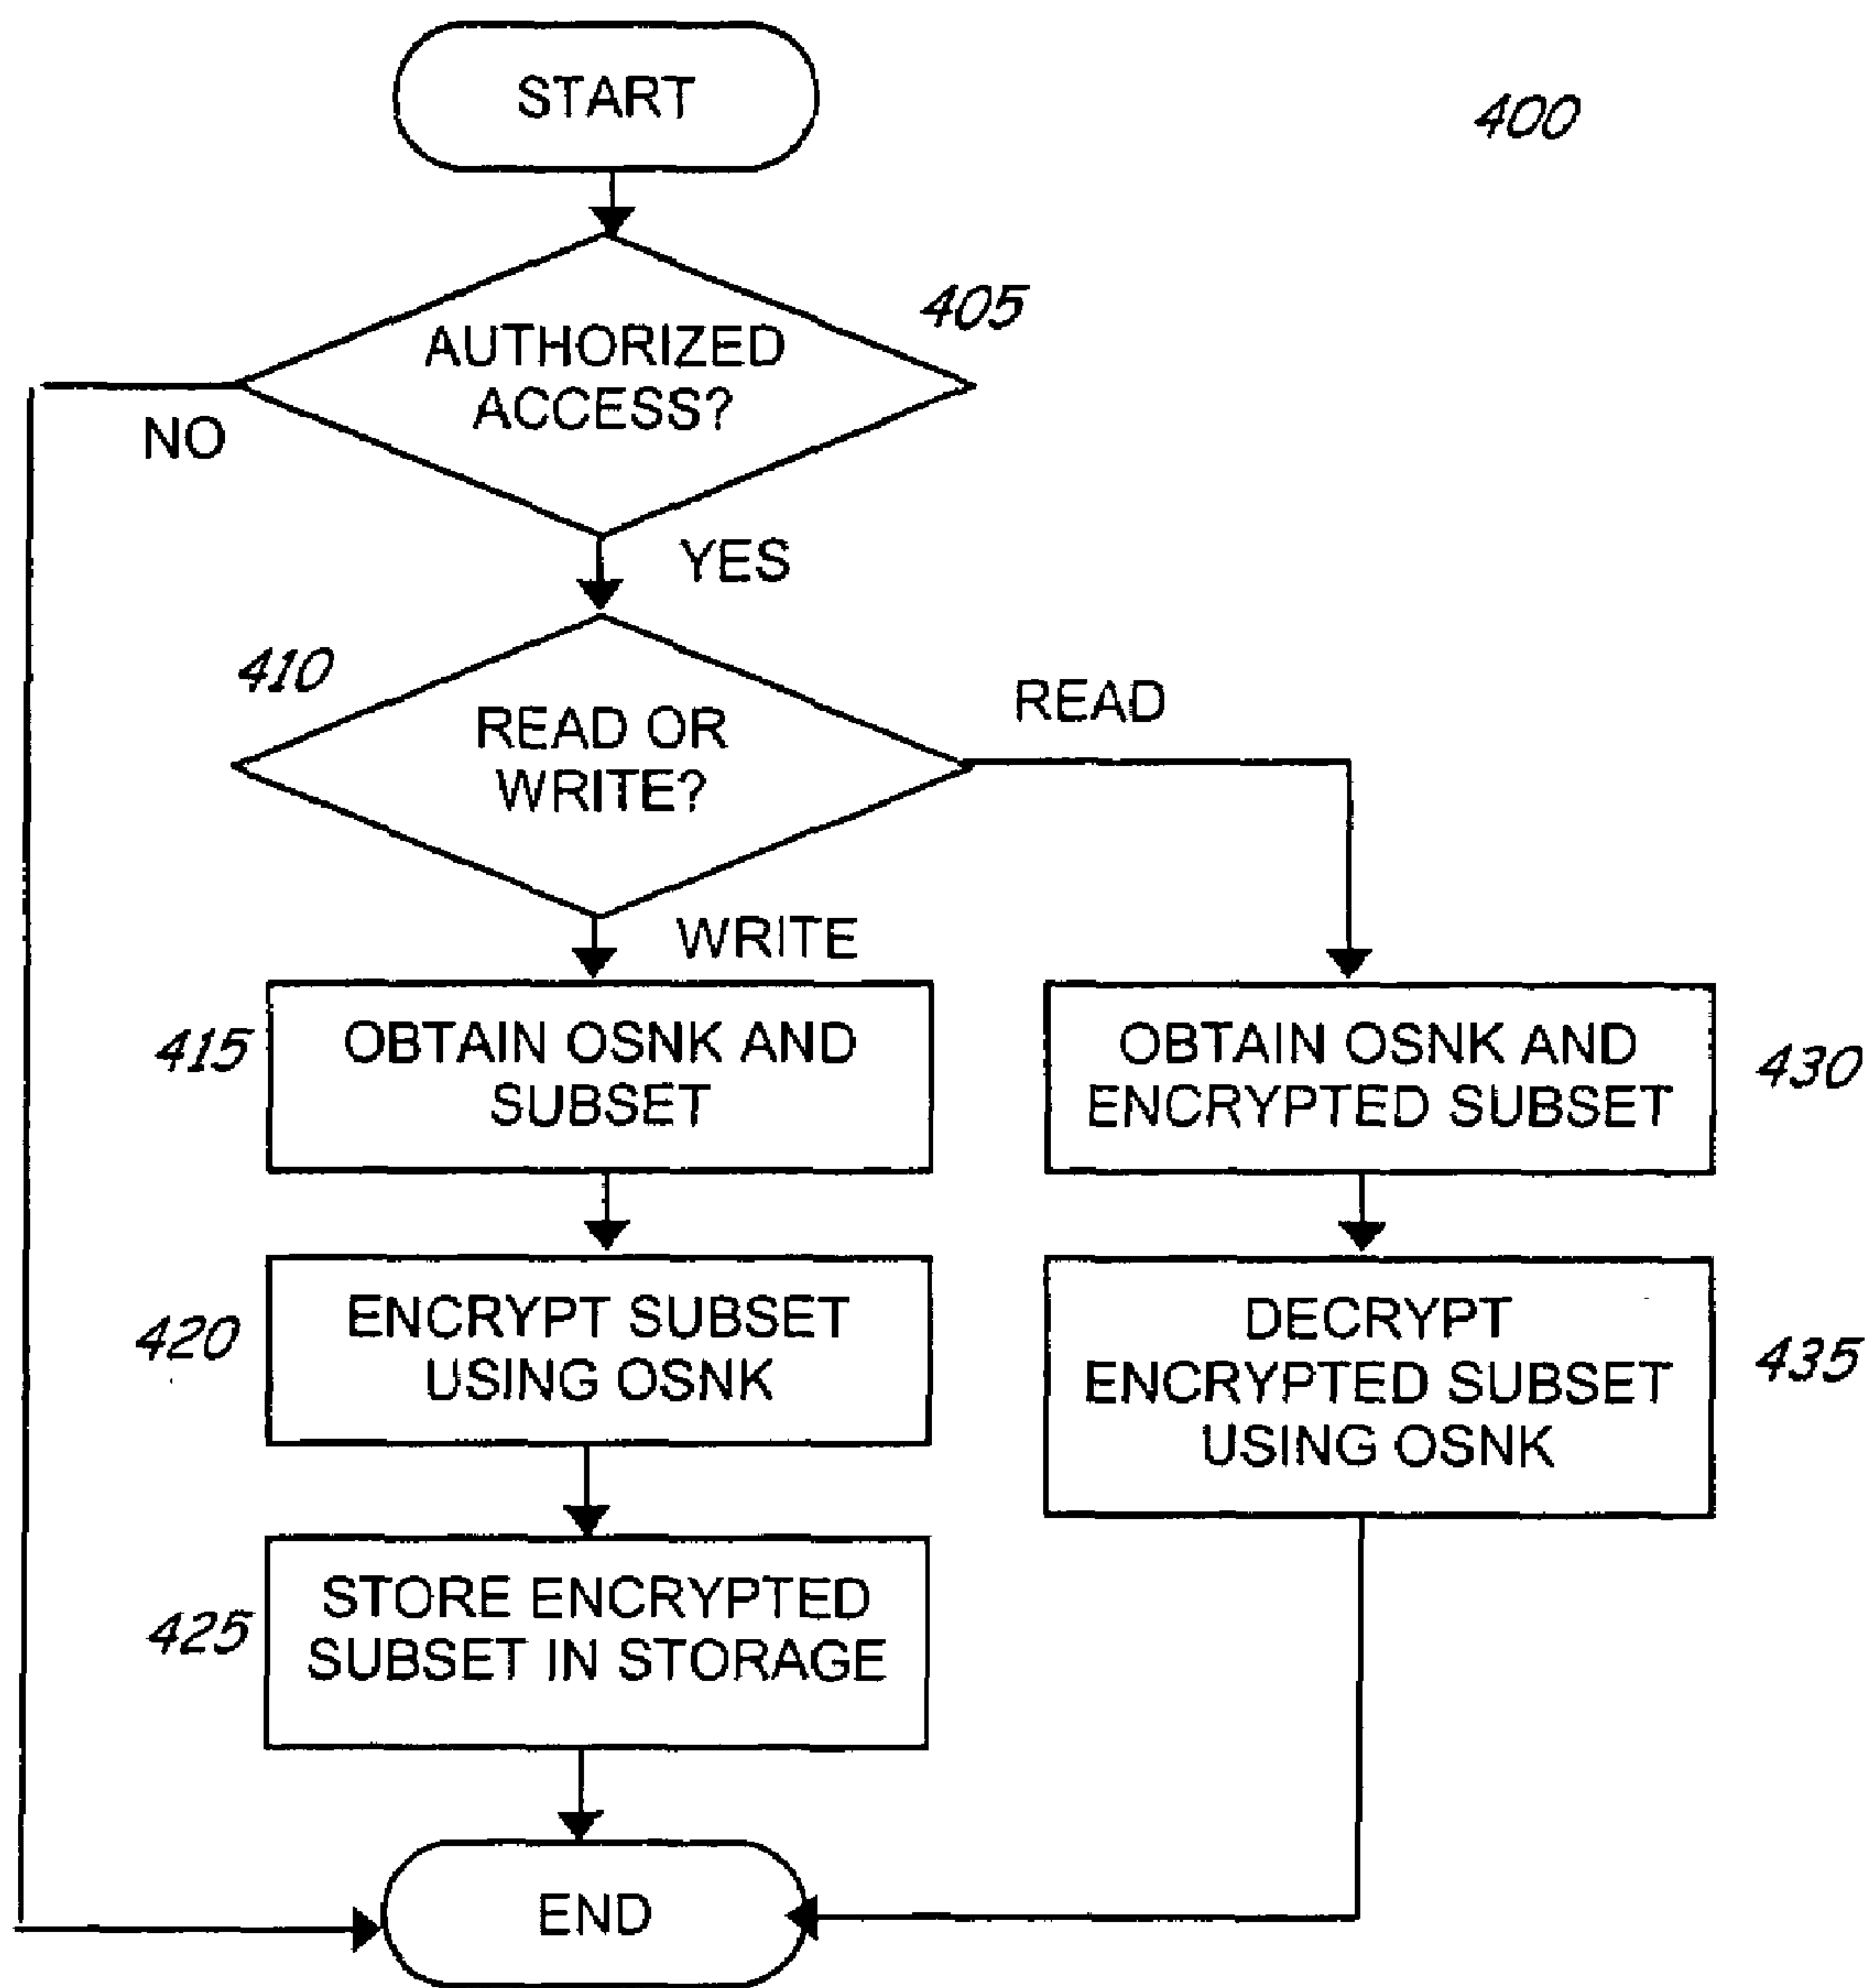 START
400
405
AUTHORIZED
ACCESS?
NO
YES
410
READ OR
WRITE?
READ
WRITE
415
OBTAIN OSNK AND
SUBSET
OBTAIN OSNK AND
ENCRYPTED SUBSET
430
420
ENCRYPT SUBSET
USING OSNK
DECRYPT
ENCRYPTED SUBSET
USING OSNK
435
425
STORE ENCRYPTED
SUBSET IN STORAGE
END